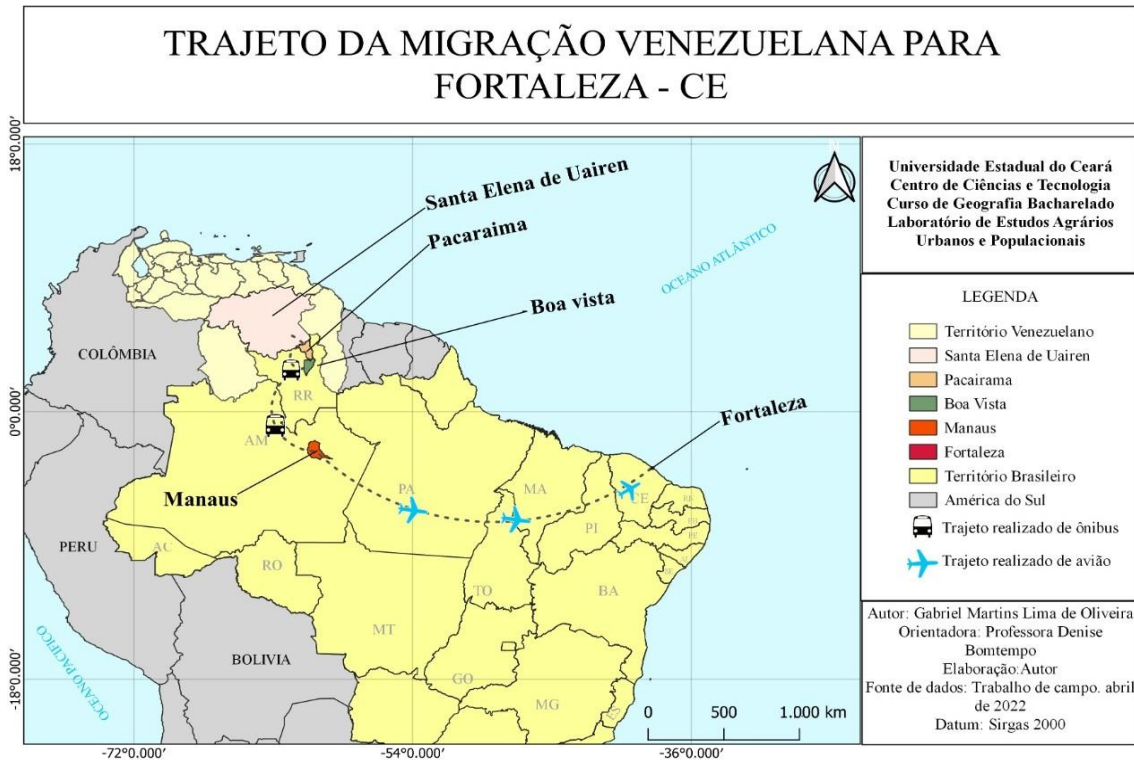 TRAJETO DA MIGRAÇÃO VENEZUELANA PARA
FORTALEZA - CE
18°0.000'
0°0.000'
-18°0.000'
-72°0.000'
-54°0.000'
-36°0.000'
Santa Elena de Uairen
Pacaraima
Boa vista
OCEANO ATLÂNTICO
COLÔMBIA
RR
AM
Fortaleza
Manaus
PA
MA
CE
PI
PERU
AC
RO
TO
BA
MT
BOLIVIA
GO
MG
OCEANO PACIFICO
0 500 1.000 km
Universidade Estadual do Ceará
Centro de Ciências e Tecnologia
Curso de Geografia Bacharelado
Laboratório de Estudos Agrários
Urbanos e Populacionais
LEGENDA
Território Venezuelano
Santa Elena de Uairen
Pacairama
Boa Vista
Manaus
Fortaleza
Território Brasileiro
América do Sul
Trajeto realizado de ônibus
Trajeto realizado de avião
Autor: Gabriel Martins Lima de Oliveira
Orientadora: Professora Denise
Bomtempo
Elaboração:Autor
Fonte de dados: Trabalho de campo. abril
de 2022
Datum: Sirgas 2000